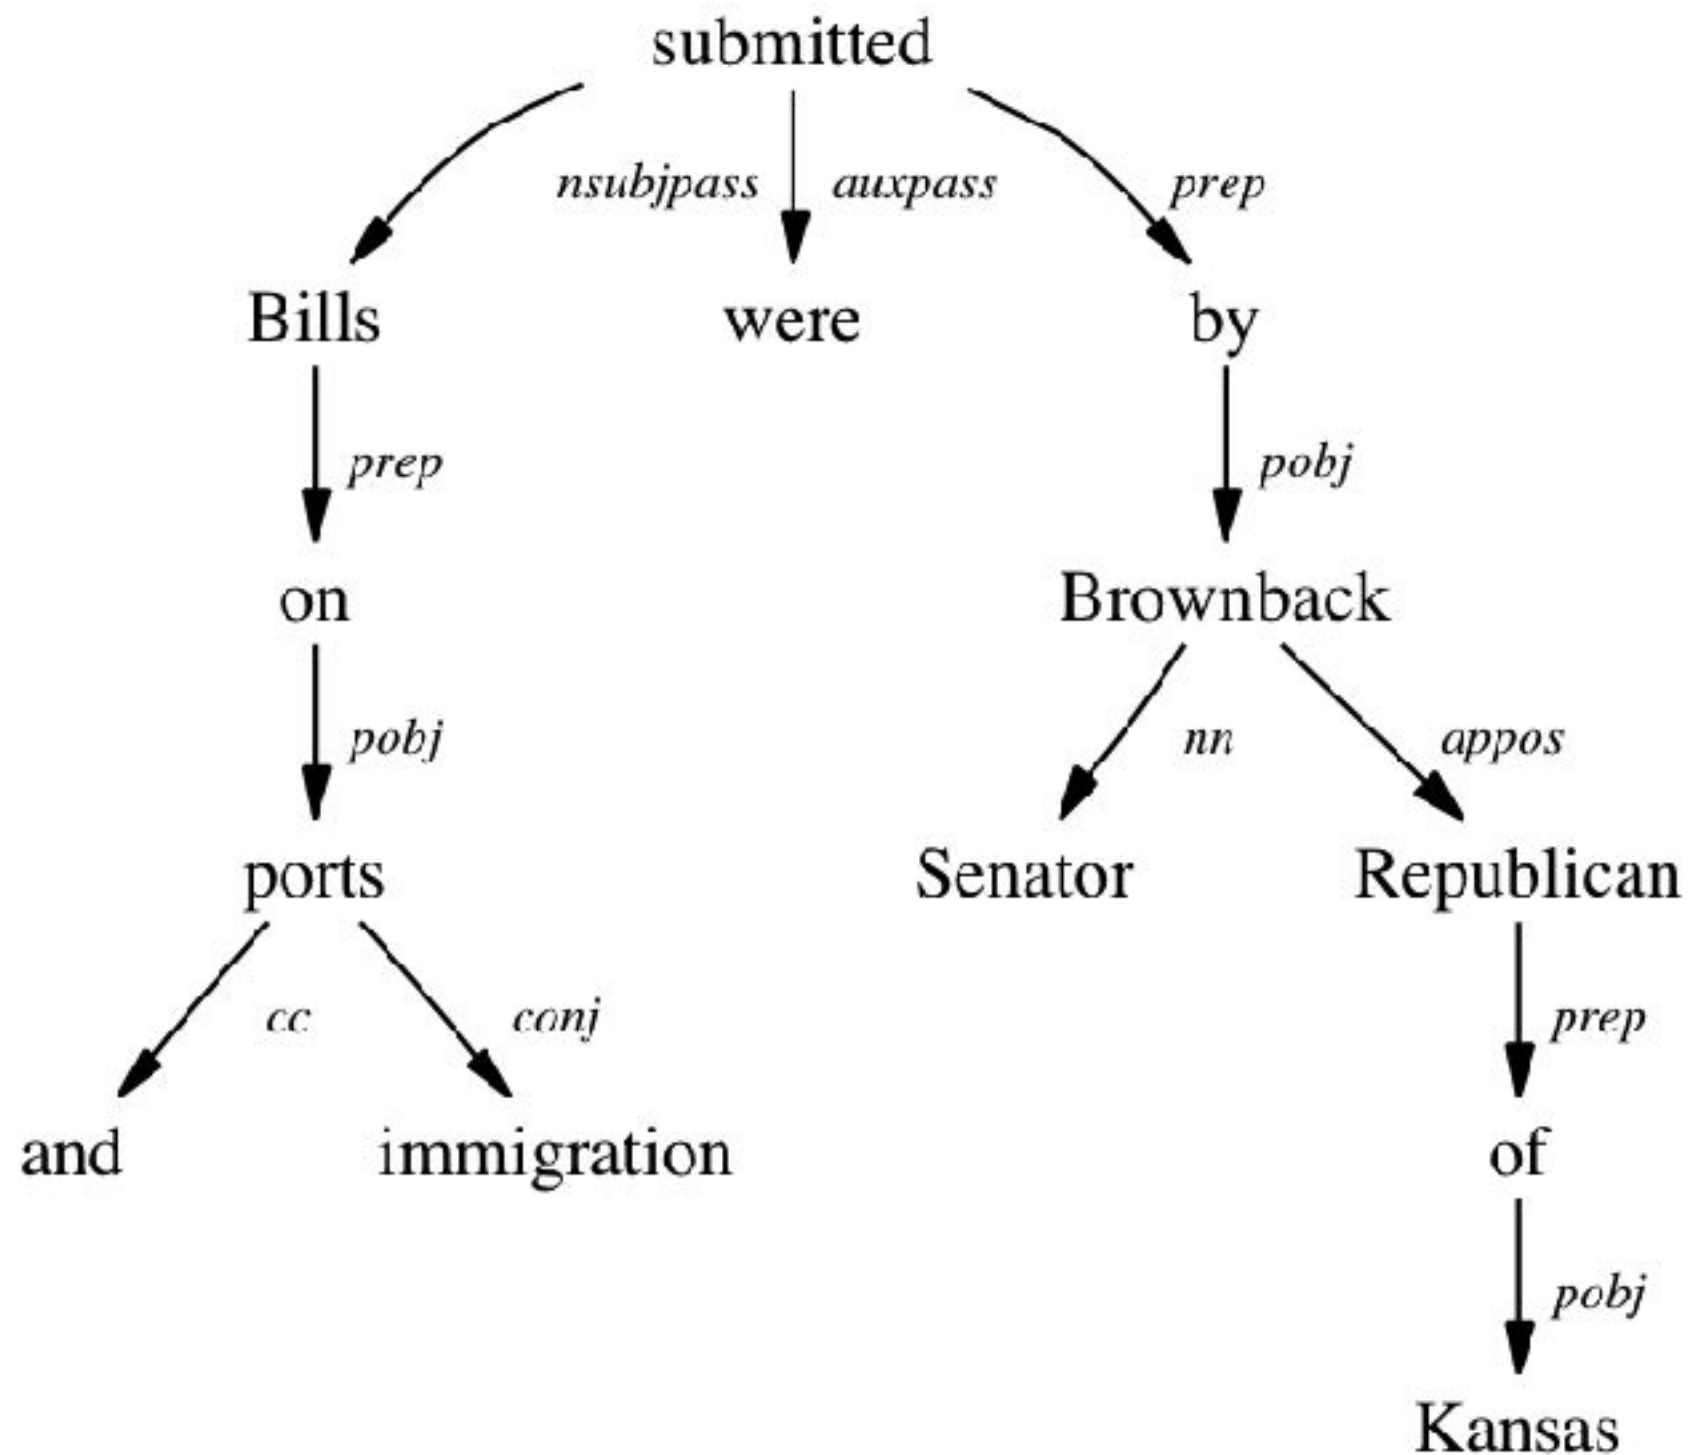 submitted
nsubjpass auxpass prep
Bills were by
prep pobj
on Brownback
pobj nn appos
ports Senator Republican
cc conj prep
and immigration of
pobj
Kansas